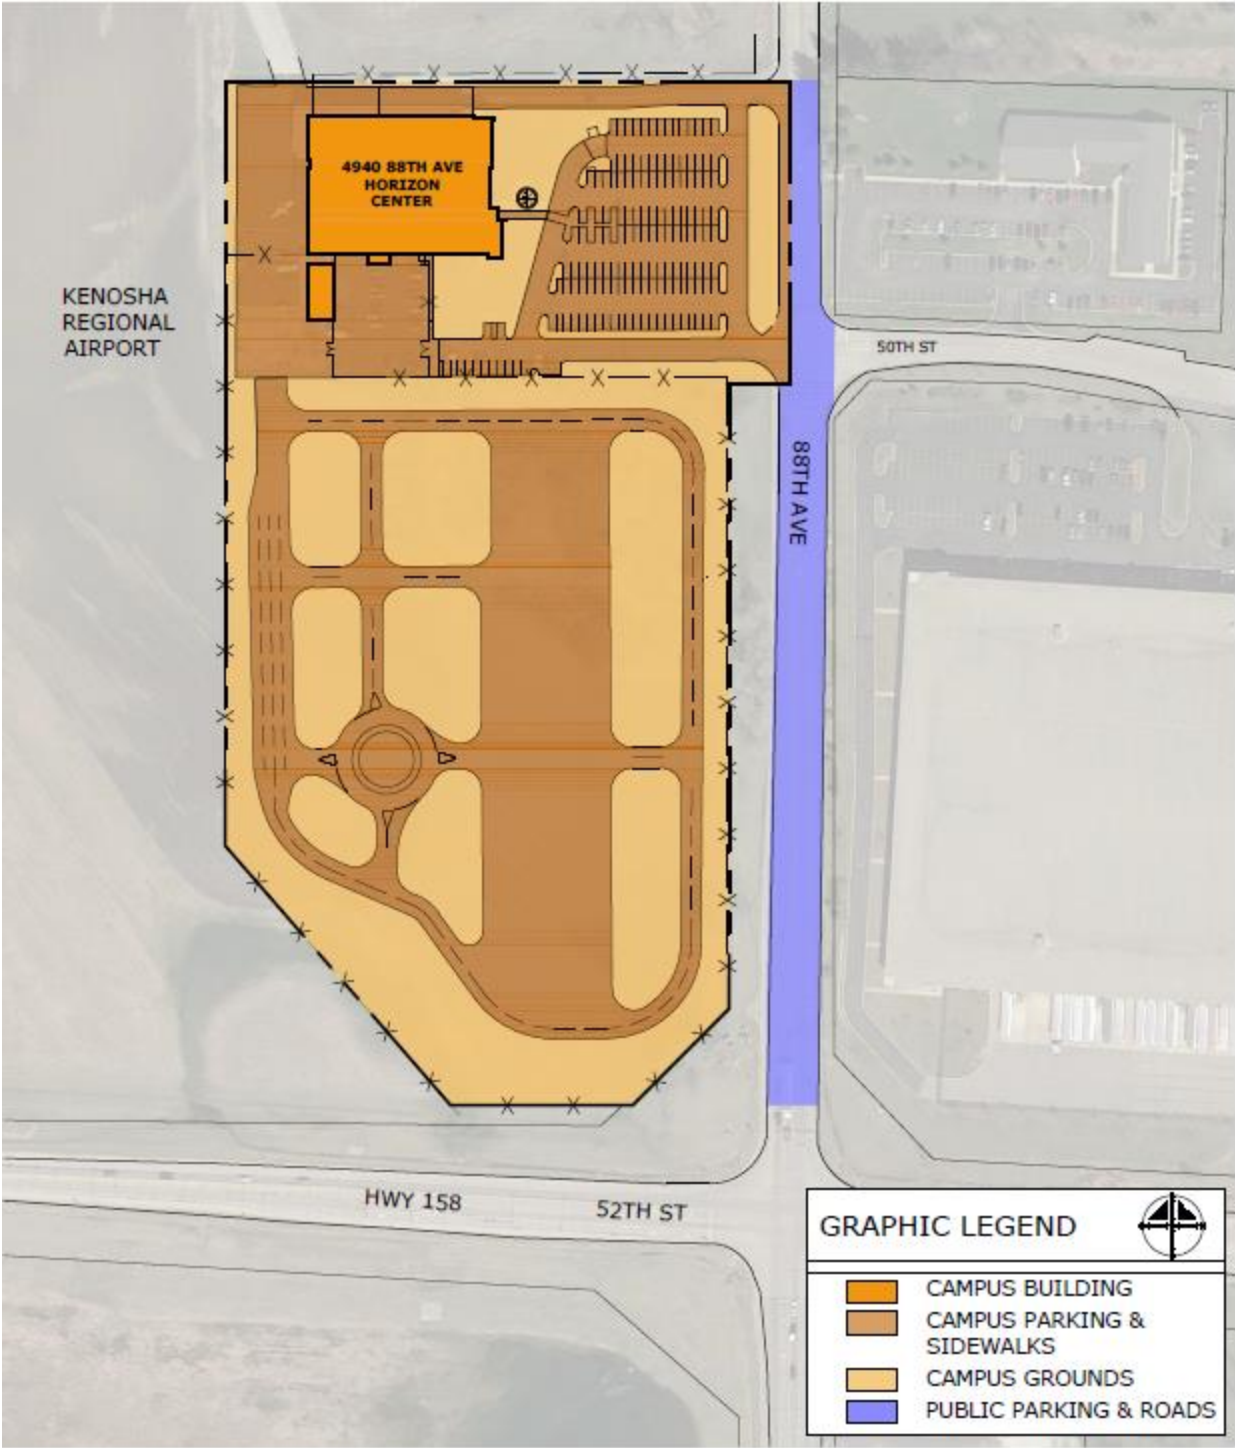 4940 88TH AVE
HORIZON
CENTER
KENOSHA
REGIONAL
AIRPORT
50TH ST
88TH AVE
HWY 158
52TH ST
GRAPHIC LEGEND
CAMPUS BUILDING
CAMPUS PARKING &
SIDEWALKS
CAMPUS GROUNDS
PUBLIC PARKING & ROADS